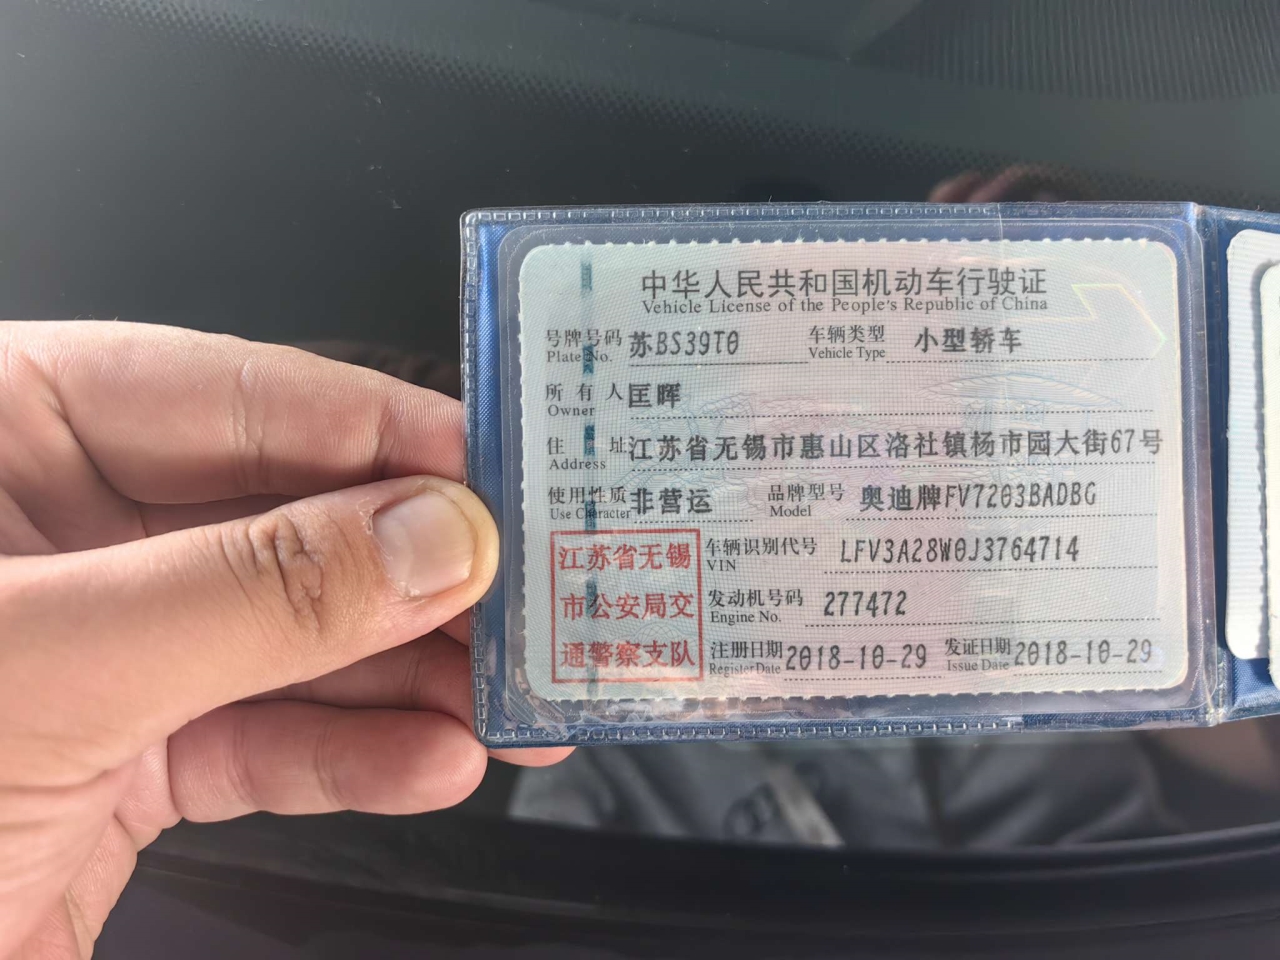 中华人民共和国机动车行驶证
Vehicle License of the People's Republic of China
号牌号码 苏BS39T0 车辆类型 小型轿车
Plate No. Vehicle Type
所有人 匡晖
Owner
住址 江苏省无锡市惠山区洛社镇杨市园大街67号
Address
使用性质 非营运 品牌型号 奥迪牌FV7203BADBG
Use Character Model
江苏省无锡
市公安局交
通警察支队
车辆识别代号 LFV3A28W0J3764714
VIN
发动机号码 277472
Engine No.
注册日期 2018-10-29 发证日期 2018-10-29
Register Date Issue Date